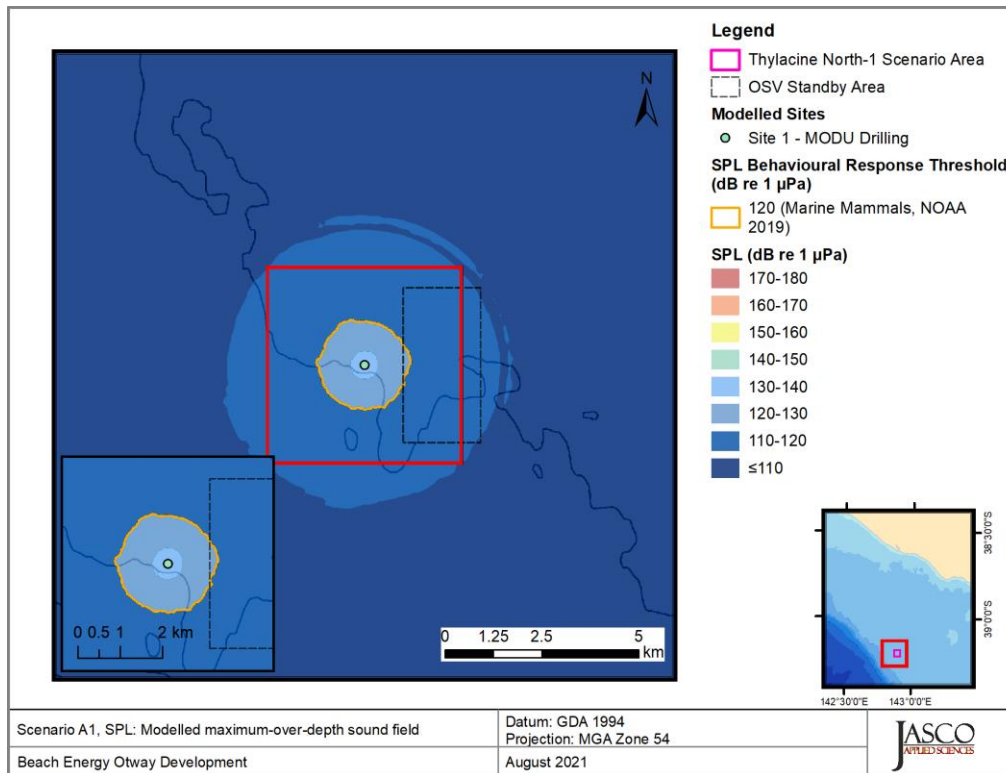 N
0 0.5 1 2 km
0 1.25 2.5 5
km
Legend
Thylacine North-1 Scenario Area
OSV Standby Area
Modelled Sites
Site 1 - MODU Drilling
SPL Behavioural Response Threshold
(dB re 1 µPa)
120 (Marine Mammals, NOAA
2019)
SPL (dB re 1 µPa)
170-180
160-170
150-160
140-150
130-140
120-130
110-120
≤110
38°30'0"S
39°0'0"S
142°30'0"E
143°0'0"E
Scenario A1, SPL: Modelled maximum-over-depth sound field
Datum: GDA 1994
Projection: MGA Zone 54
Beach Energy Otway Development
August 2021
JASCO
APPLIED SCIENCES